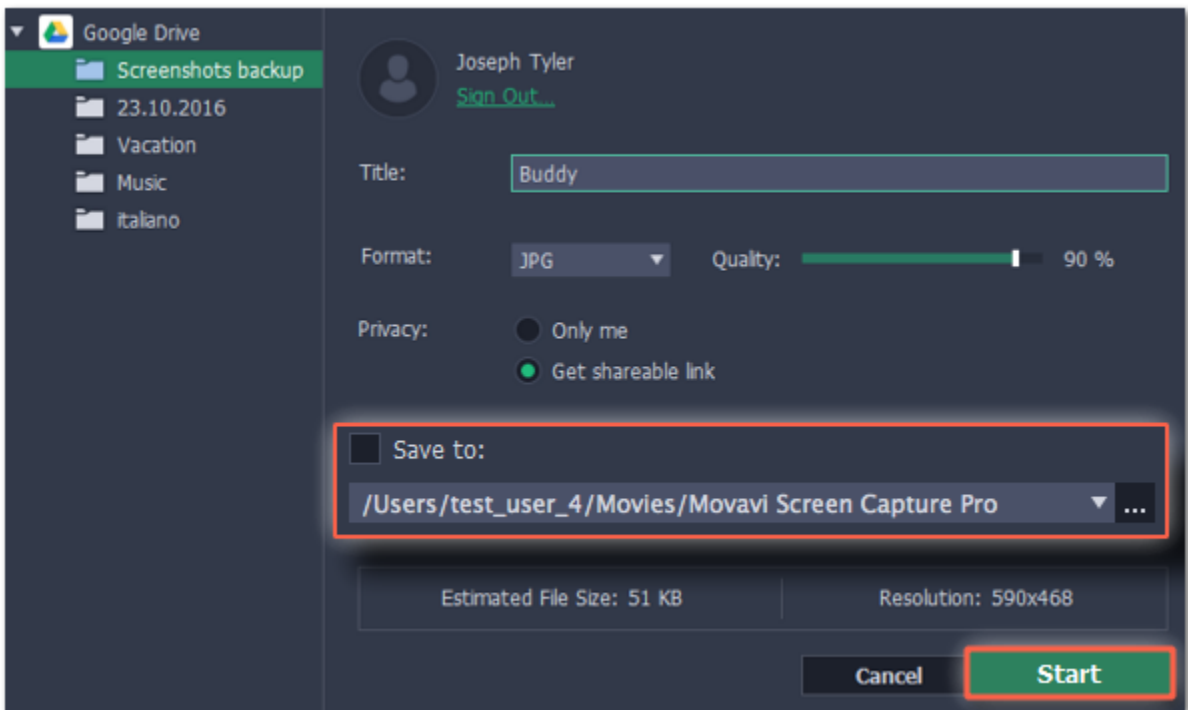 Google Drive
Screenshots backup
23.10.2016
Vacation
Music
italiano
Joseph Tyler
Sign Out...
Title: Buddy
Format: JPG Quality: 90 %
Privacy: Only me
Get shareable link
Save to:
/Users/test_user_4/Movies/Movavi Screen Capture Pro ...
Estimated File Size: 51 KB Resolution: 590x468
Cancel Start